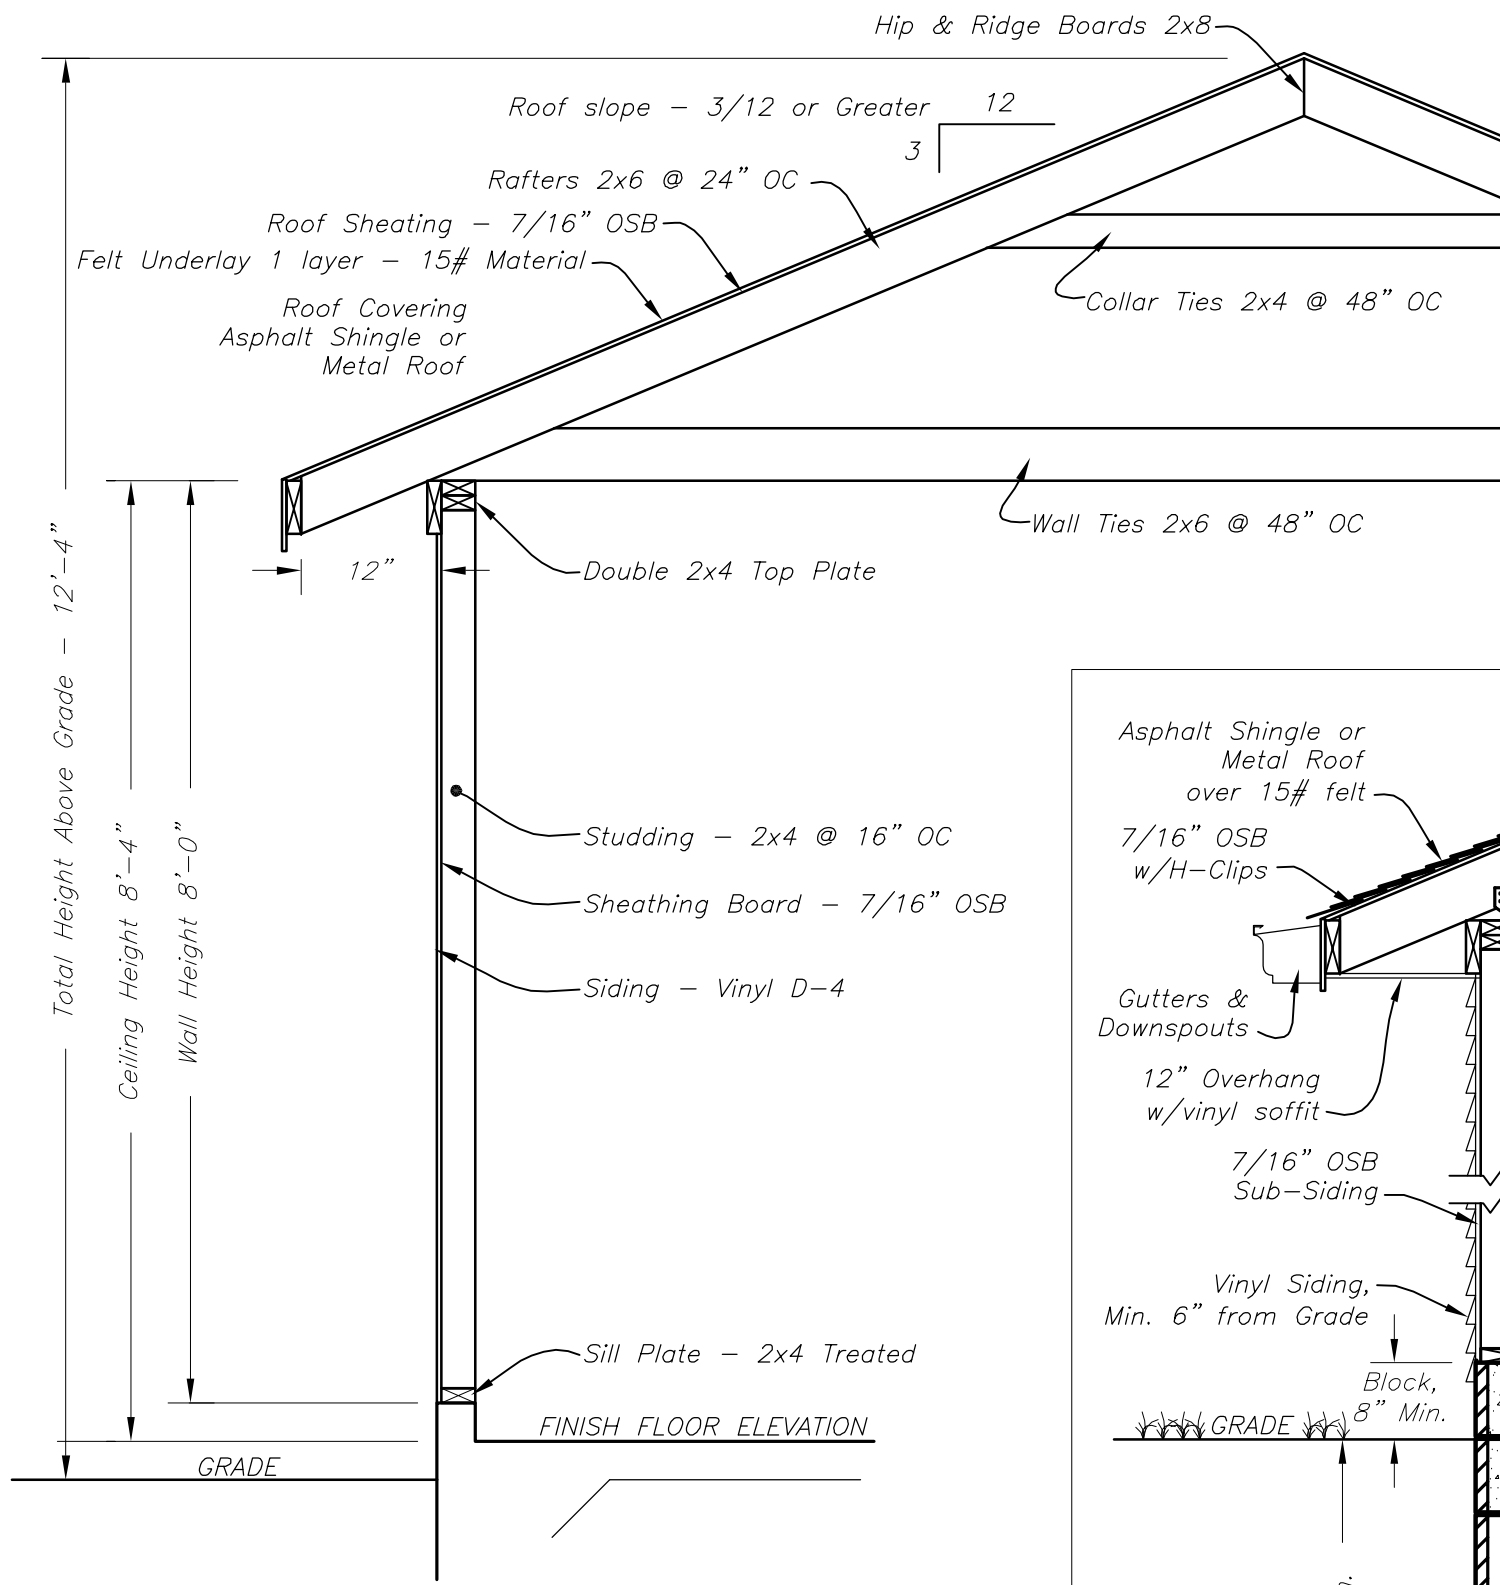 Hip & Ridge Boards 2x8
Roof slope - 3/12 or Greater
12
3
Rafters 2x6 @ 24" OC
Roof Sheating - 7/16" OSB
Felt Underlay 1 layer - 15# Material
Roof Covering
Asphalt Shingle or
Metal Roof
Collar Ties 2x4 @ 48" OC
Wall Ties 2x6 @ 48" OC
12"
Double 2x4 Top Plate
Total Height Above Grade - 12'-4"
Ceiling Height 8'-4"
Wall Height 8'-0"
Studding - 2x4 @ 16" OC
Sheathing Board - 7/16" OSB
Siding - Vinyl D-4
Sill Plate - 2x4 Treated
FINISH FLOOR ELEVATION
GRADE
Asphalt Shingle or
Metal Roof
over 15# felt
7/16" OSB
w/H-Clips
Gutters &
Downspouts
12" Overhang
w/vinyl soffit
7/16" OSB
Sub-Siding
Vinyl Siding,
Min. 6" from Grade
Block,
8" Min.
GRADE